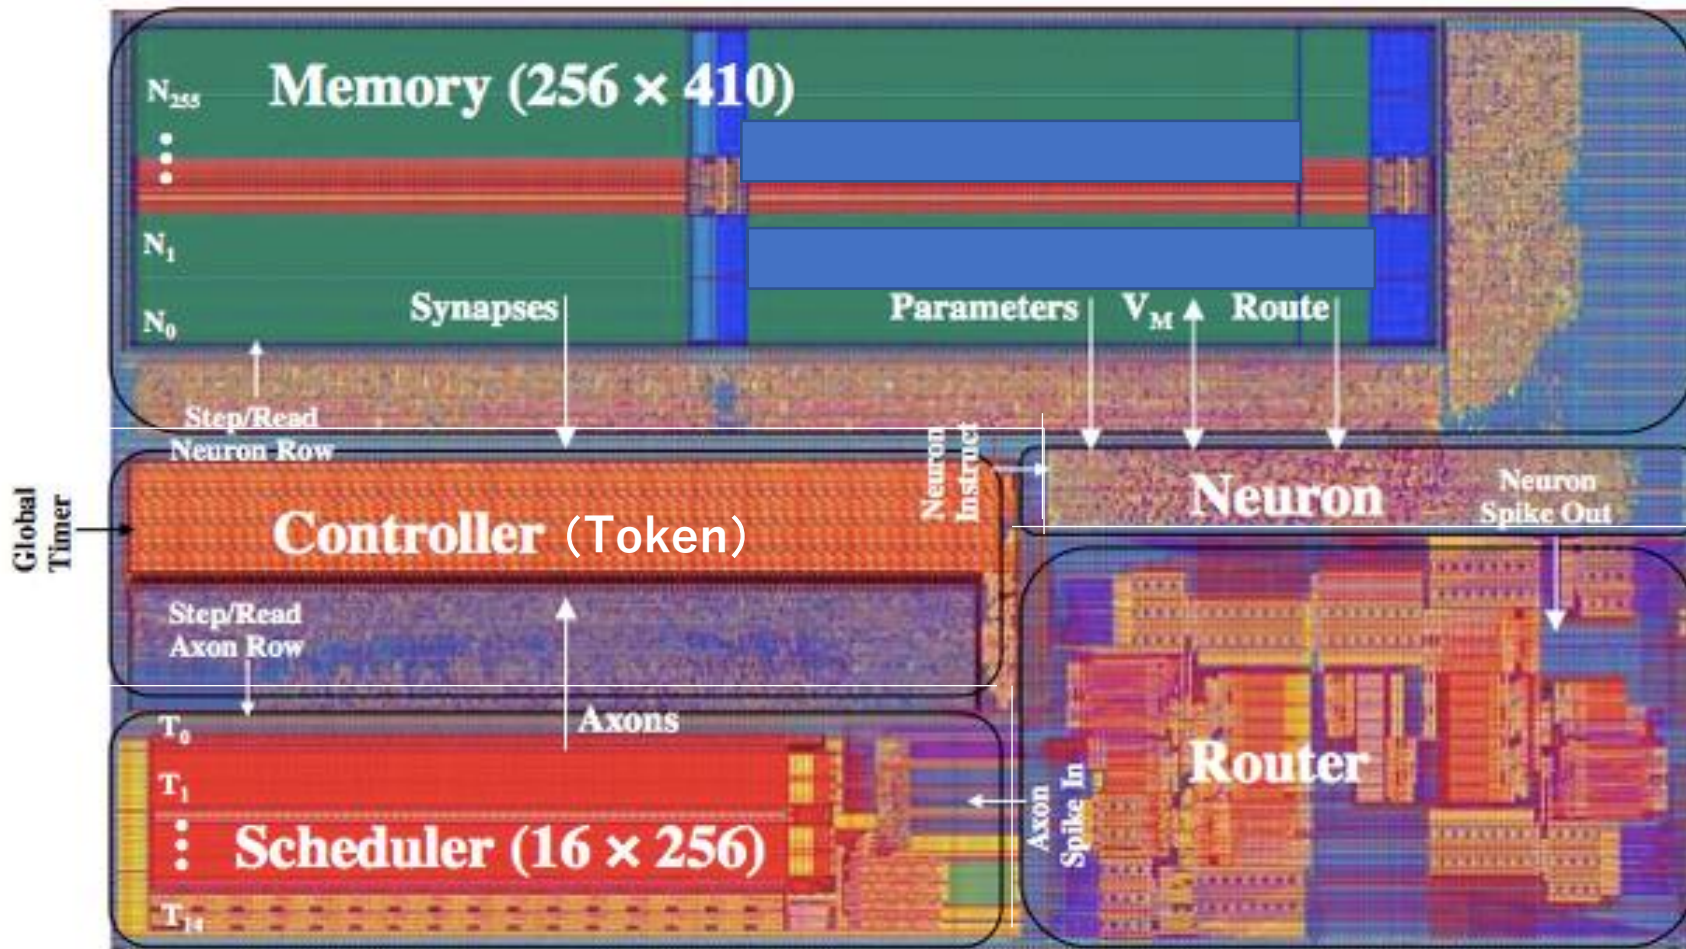 Memory (256 × 410)
N255
N1
N0
Synapses
Parameters
VM
Route
Step/Read
Neuron Row
Global
Timer
Controller (Token)
Neuron
Instruct
Neuron
Neuron
Spike Out
Step/Read
Axon Row
Axons
T0
T1
Scheduler (16 × 256)
T14
Axon
Spike In
Router